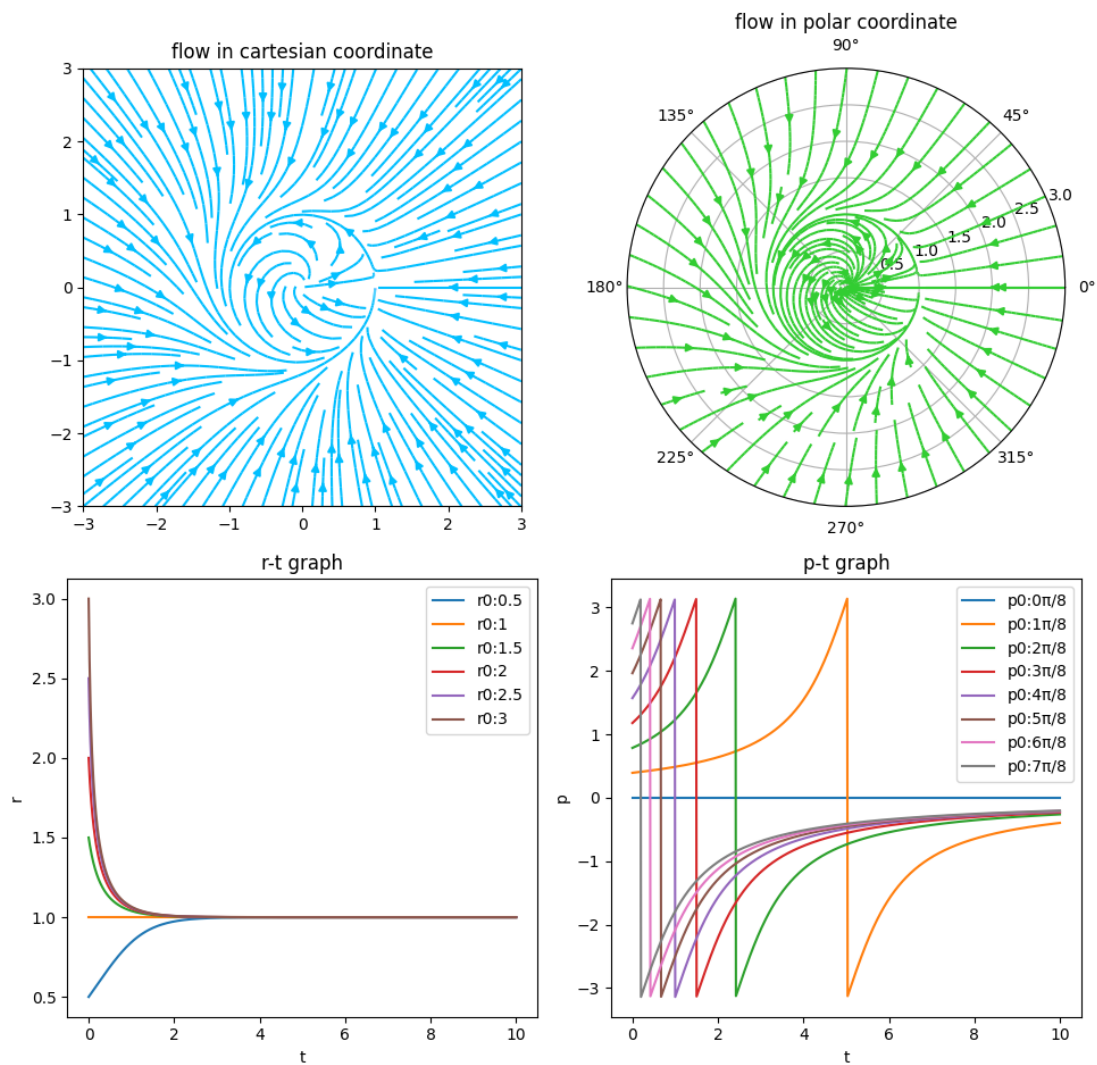 flow in cartesian coordinate
3
2
1
0
−1
−2
−3
−3 −2 −1 0 1 2 3
flow in polar coordinate
90°
135° 45°
180° 0°
225° 315°
270°
0.5 1.0 1.5 2.0 2.5 3.0
r-t graph
r
3.0
2.5
2.0
1.5
1.0
0.5
0 2 4 6 8 10
t
r0:0.5
r0:1
r0:1.5
r0:2
r0:2.5
r0:3
p-t graph
p
3
2
1
0
−1
−2
−3
0 2 4 6 8 10
t
p0:0π/8
p0:1π/8
p0:2π/8
p0:3π/8
p0:4π/8
p0:5π/8
p0:6π/8
p0:7π/8